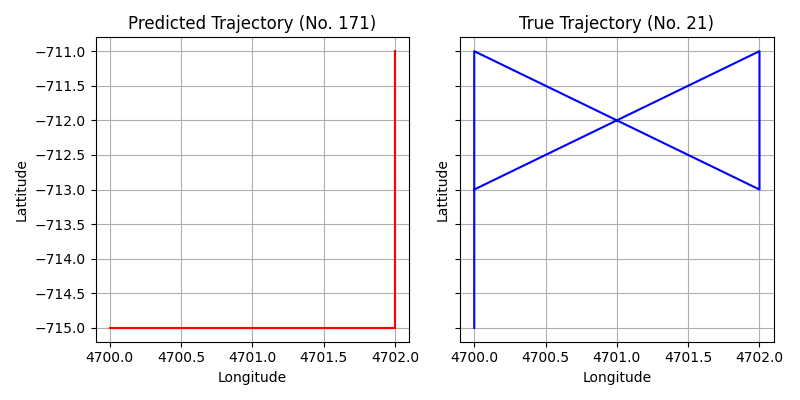 Predicted Trajectory (No. 171)
−711.0
−711.5
−712.0
−712.5
−713.0
−713.5
−714.0
−714.5
−715.0
Lattitude
4700.0 4700.5 4701.0 4701.5 4702.0
Longitude
True Trajectory (No. 21)
Lattitude
4700.0 4700.5 4701.0 4701.5 4702.0
Longitude